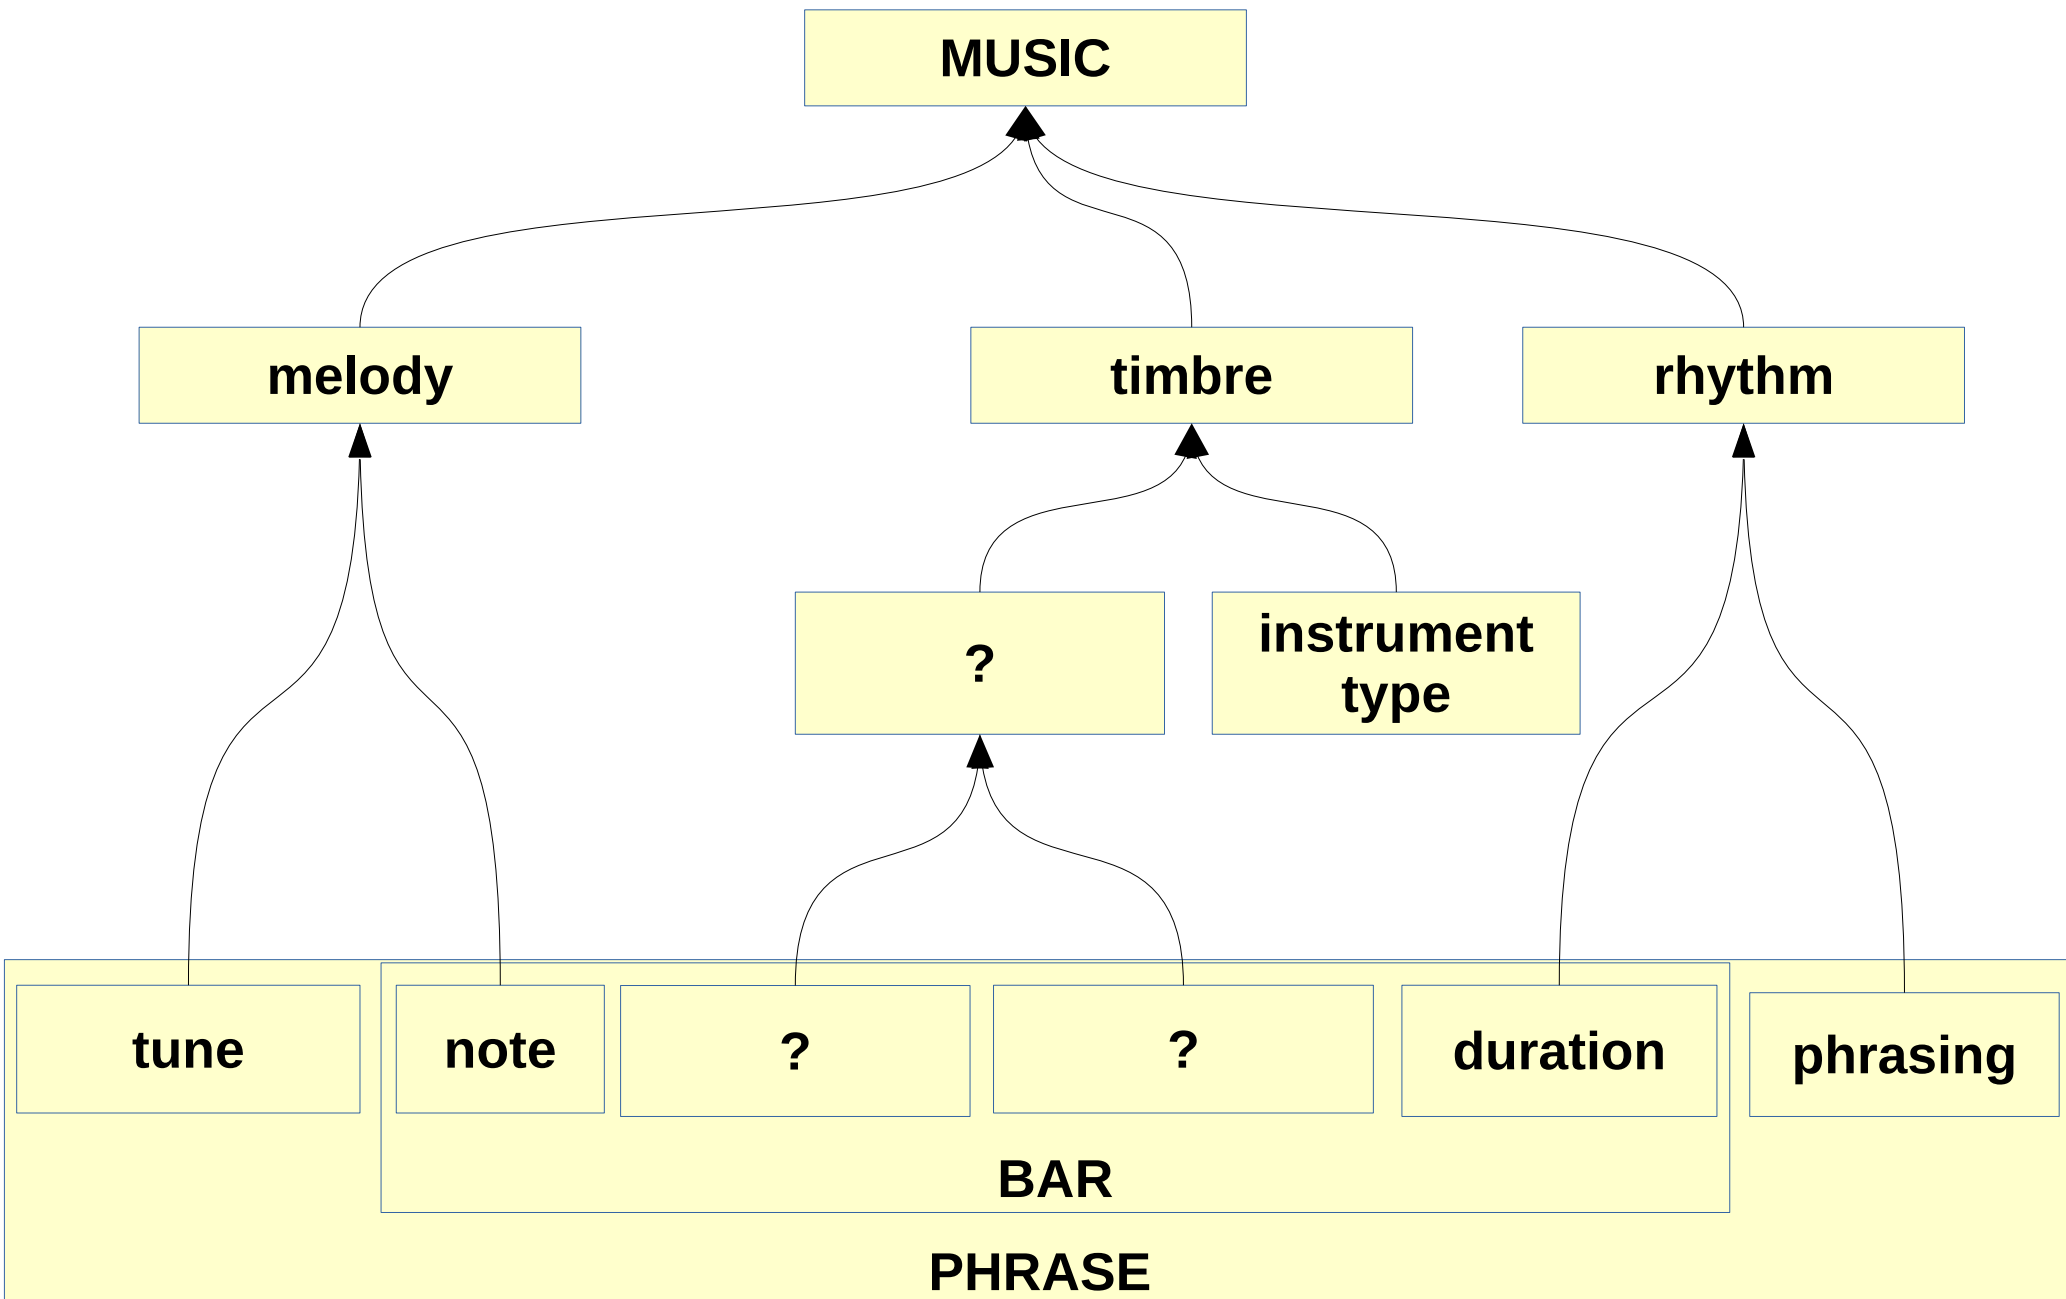 MUSIC
melody
timbre
rhythm
?
instrument
type
tune
note
?
?
duration
phrasing
BAR
PHRASE